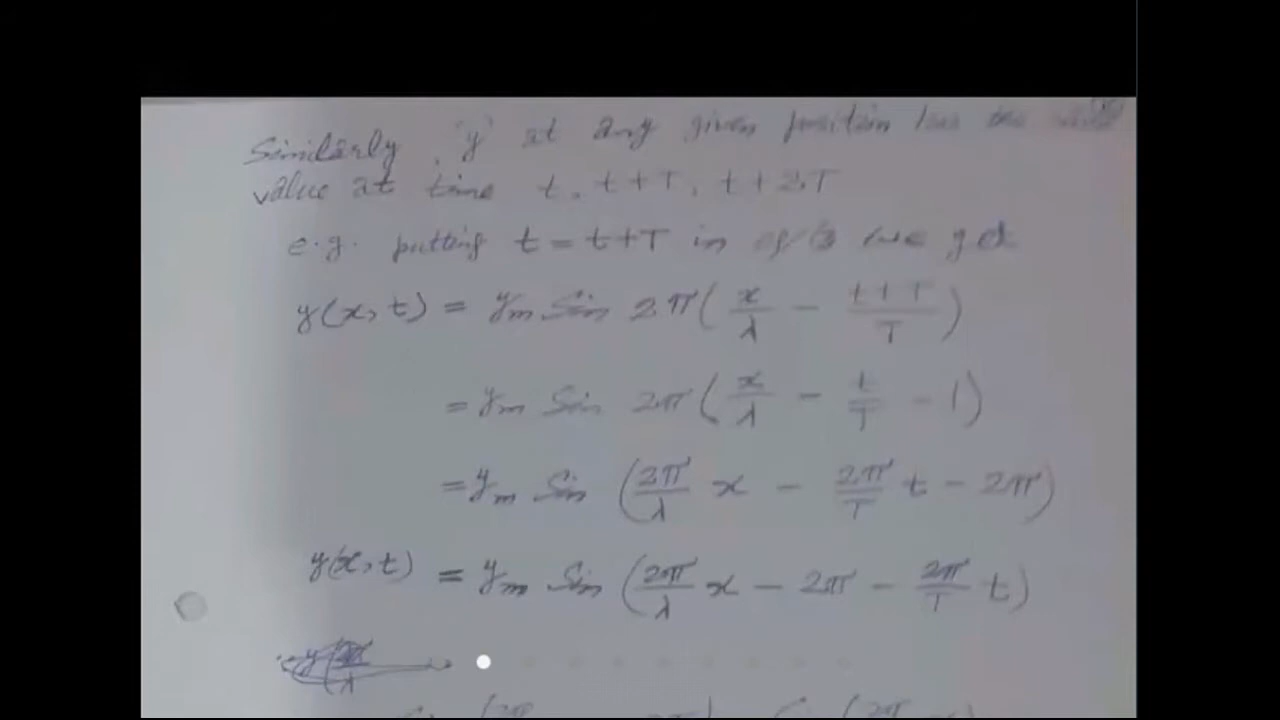 Similarly 'y' at any given position has the
value at time t, t+T, t+2T
e.g. putting t = t+T in eq 3 we get
y(x, t) = yₘ Sin 2π(x/λ − t+T/T)
= yₘ Sin 2π(x/λ − t/T − 1)
= yₘ Sin (2π/λ x − 2π/T t − 2π)
y(x, t) = yₘ Sin (2π/λ x − 2π − 2π/T t)